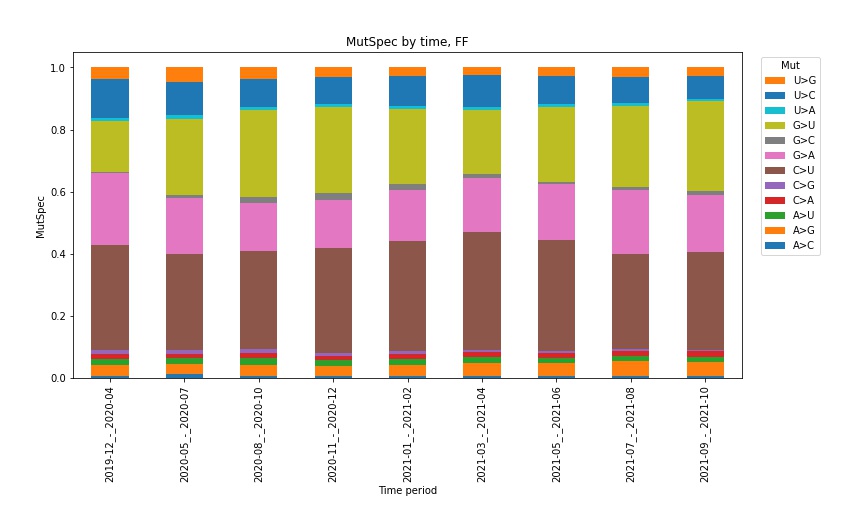 MutSpec by time, FF
MutSpec
1.0
0.8
0.6
0.4
0.2
0.0
2019-12_-_2020-04
2020-05_-_2020-07
2020-08_-_2020-10
2020-11_-_2020-12
2021-01_-_2021-02
2021-03_-_2021-04
2021-05_-_2021-06
2021-07_-_2021-08
2021-09_-_2021-10
Time period
Mut
U>G
U>C
U>A
G>U
G>C
G>A
C>U
C>G
C>A
A>U
A>G
A>C